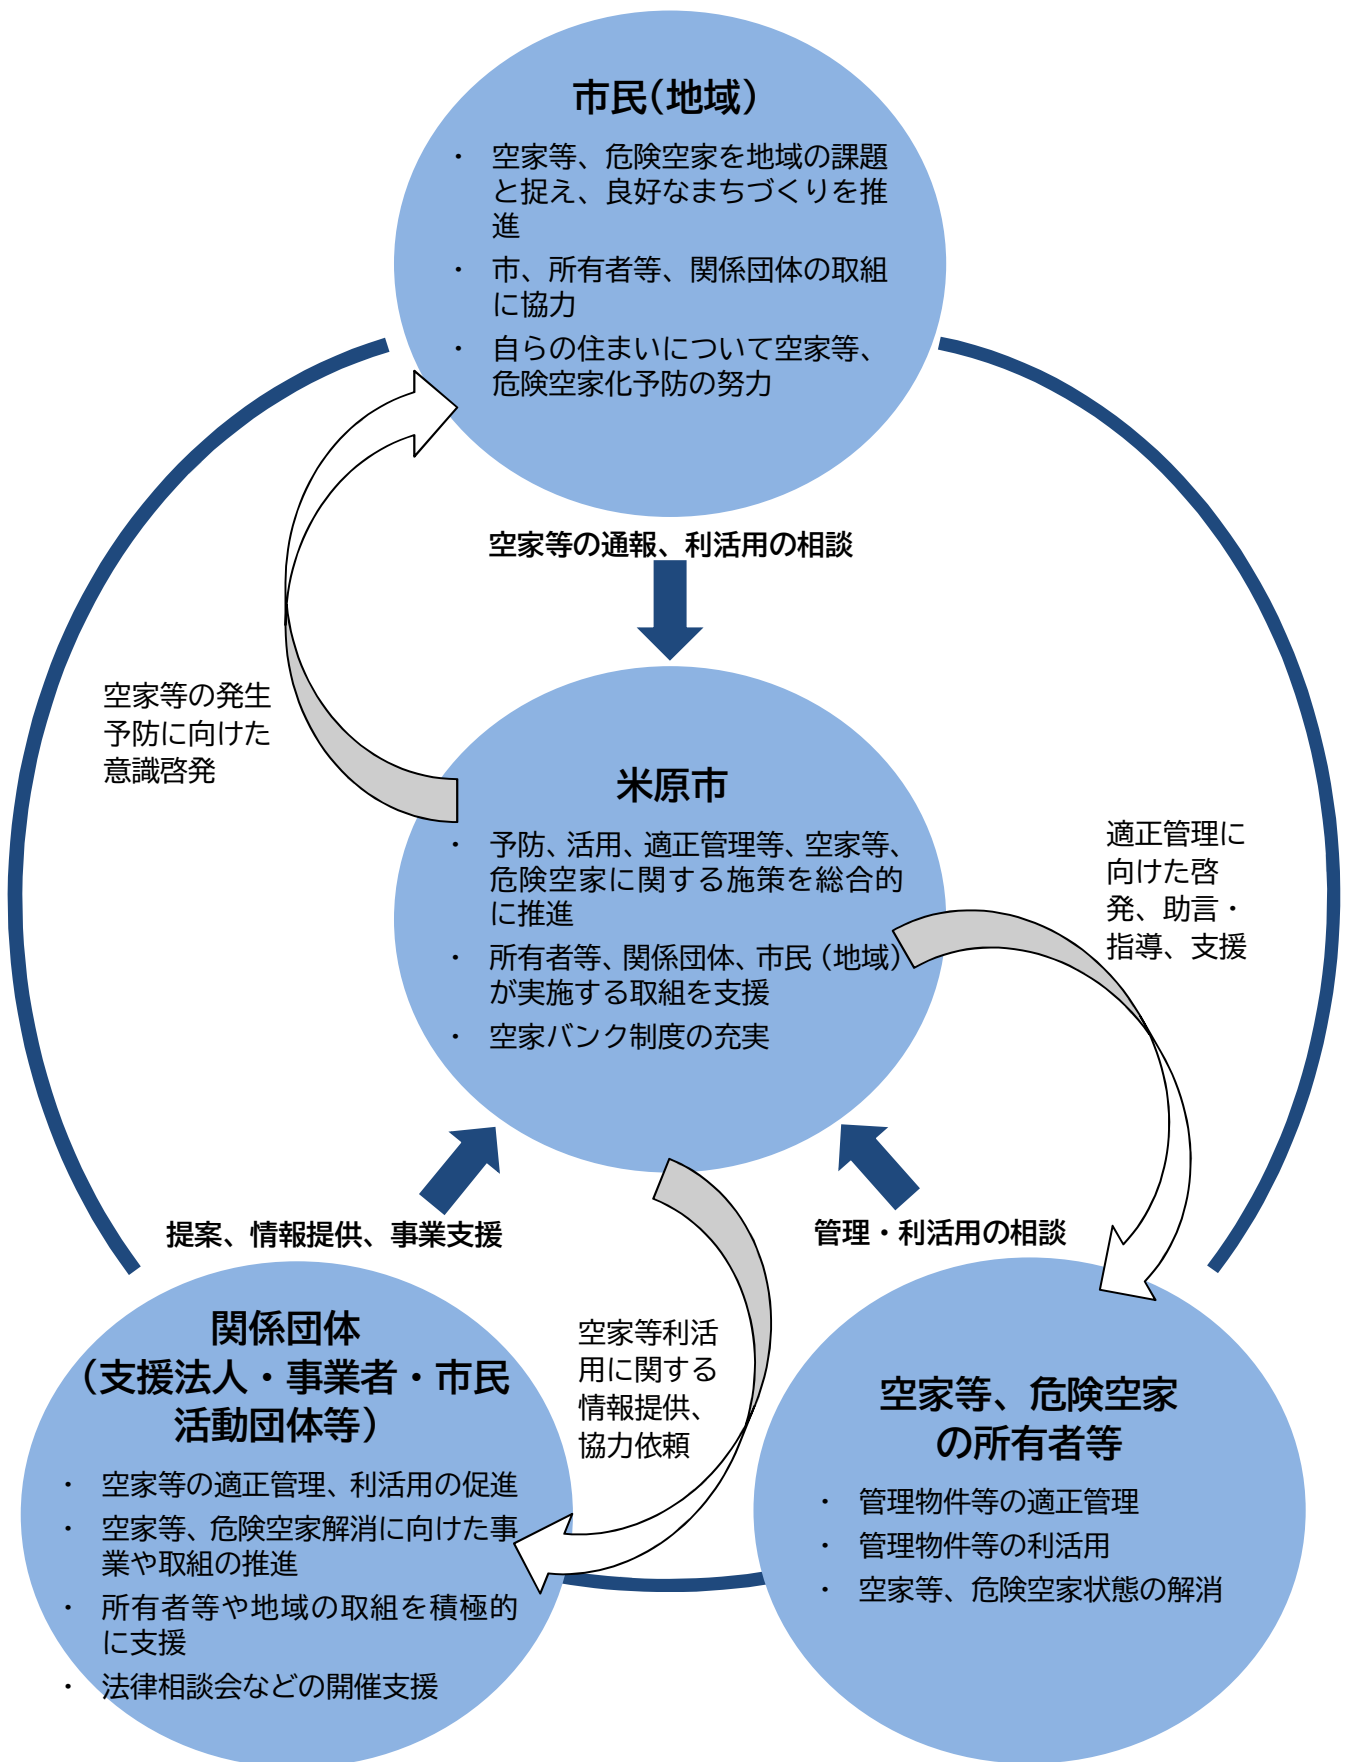 市民（地域）
・ 空家等、危険空家を地域の課題
と捉え、良好なまちづくりを推
進
・ 市、所有者等、関係団体の取組
に協力
・ 自らの住まいについて空家等、
危険空家化予防の努力
空家等の通報、利活用の相談
空家等の発生
予防に向けた
意識啓発
米原市
・ 予防、活用、適正管理等、空家等、
危険空家に関する施策を総合的
に推進
・ 所有者等、関係団体、市民（地域）
が実施する取組を支援
・ 空家バンク制度の充実
適正管理に
向けた啓
発、助言・
指導、支援
提案、情報提供、事業支援
管理・利活用の相談
関係団体
（支援法人・事業者・市民
活動団体等）
・ 空家等の適正管理、利活用の促進
・ 空家等、危険空家解消に向けた事
業や取組の推進
・ 所有者等や地域の取組を積極的
に支援
・ 法律相談会などの開催支援
空家等利活
用に関する
情報提供、
協力依頼
空家等、危険空家
の所有者等
・ 管理物件等の適正管理
・ 管理物件等の利活用
・ 空家等、危険空家状態の解消